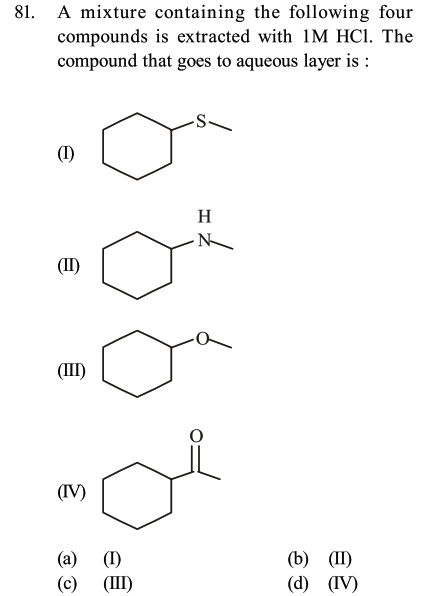 81. A mixture containing the following four
compounds is extracted with 1M HCl. The
compound that goes to aqueous layer is :
(I)
S
(II)
H
N
(III)
O
(IV)
O
(a) (I) (b) (II)
(c) (III) (d) (IV)